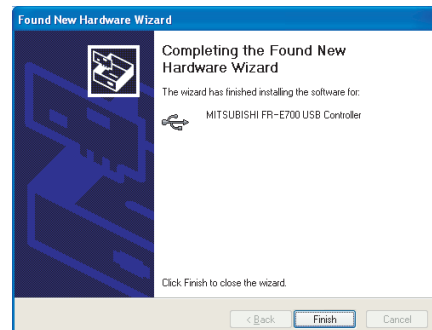 Found New Hardware Wizard
Completing the Found New
Hardware Wizard
The wizard has finished installing the software for:
MITSUBISHI FR-E700 USB Controller
Click Finish to close the wizard.
< Back
Finish
Cancel